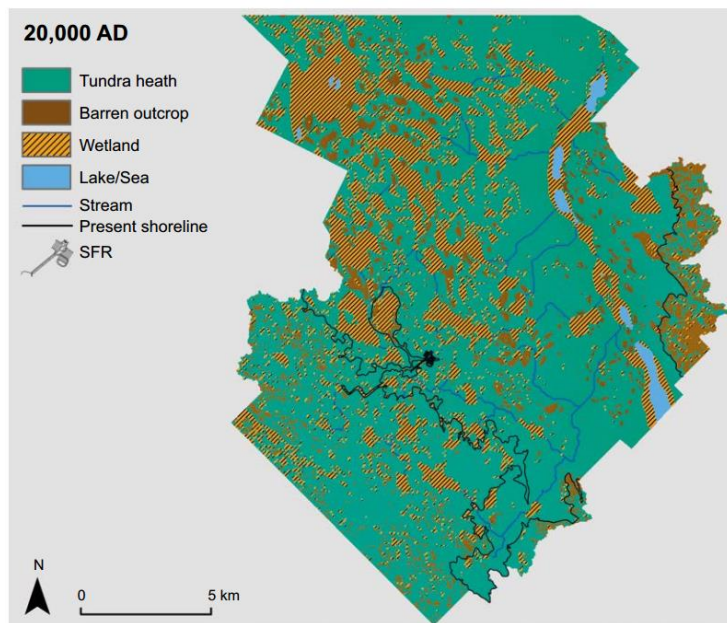 20,000 AD
Tundra heath
Barren outcrop
Wetland
Lake/Sea
Stream
Present shoreline
SFR
N
0 5 km